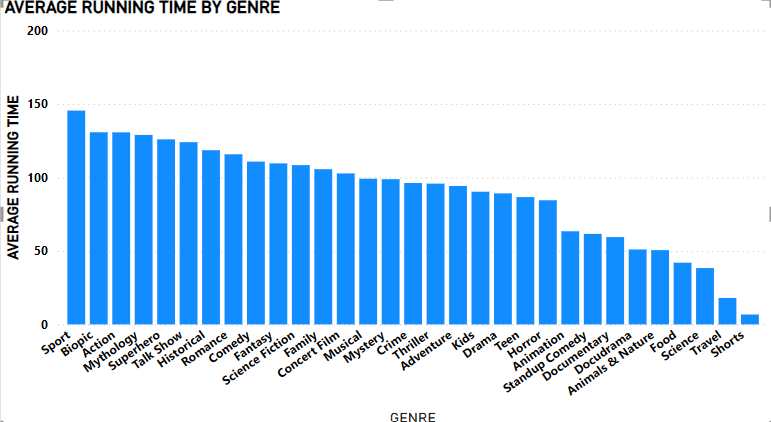 AVERAGE RUNNING TIME BY GENRE
200
150
100
50
0
AVERAGE RUNNING TIME
Sport
Biopic
Action
Mythology
Superhero
Talk Show
Historical
Romance
Comedy
Fantasy
Science Fiction
Family
Concert Film
Musical
Mystery
Crime
Thriller
Adventure
Kids
Drama
Teen
Horror
Animation
Standup Comedy
Documentary
Docudrama
Animals & Nature
Food
Science
Travel
Shorts
GENRE